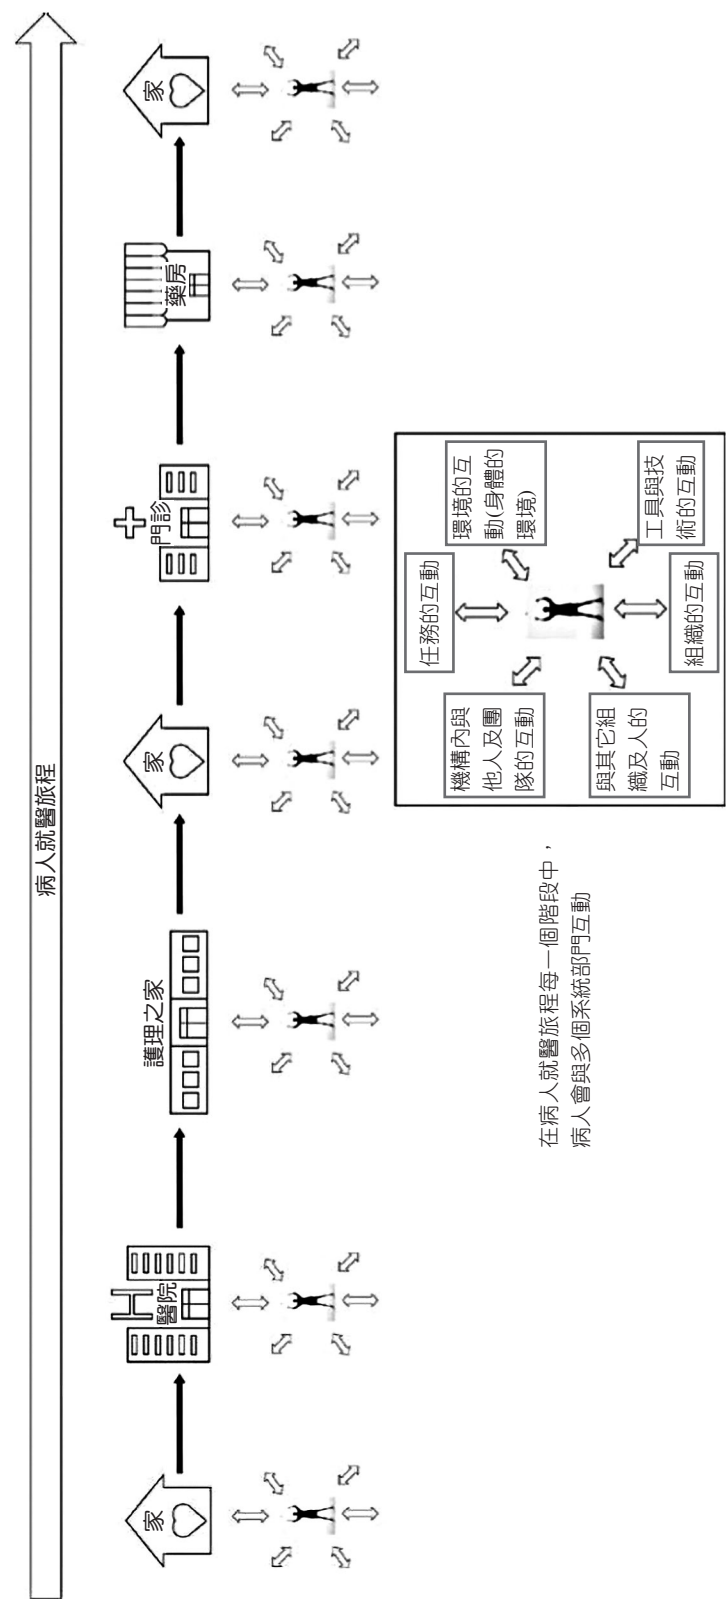 病人就醫旅程
家
醫院
護理之家
家
門診
藥房
家
在病人就醫旅程每一個階段中，
病人會與多個系統部門互動
機構內與
他人及團
隊的互動
任務的互動
環境的互
動(身體的
環境)
與其它組
織及人的
互動
組織的互動
工具與技
術的互動